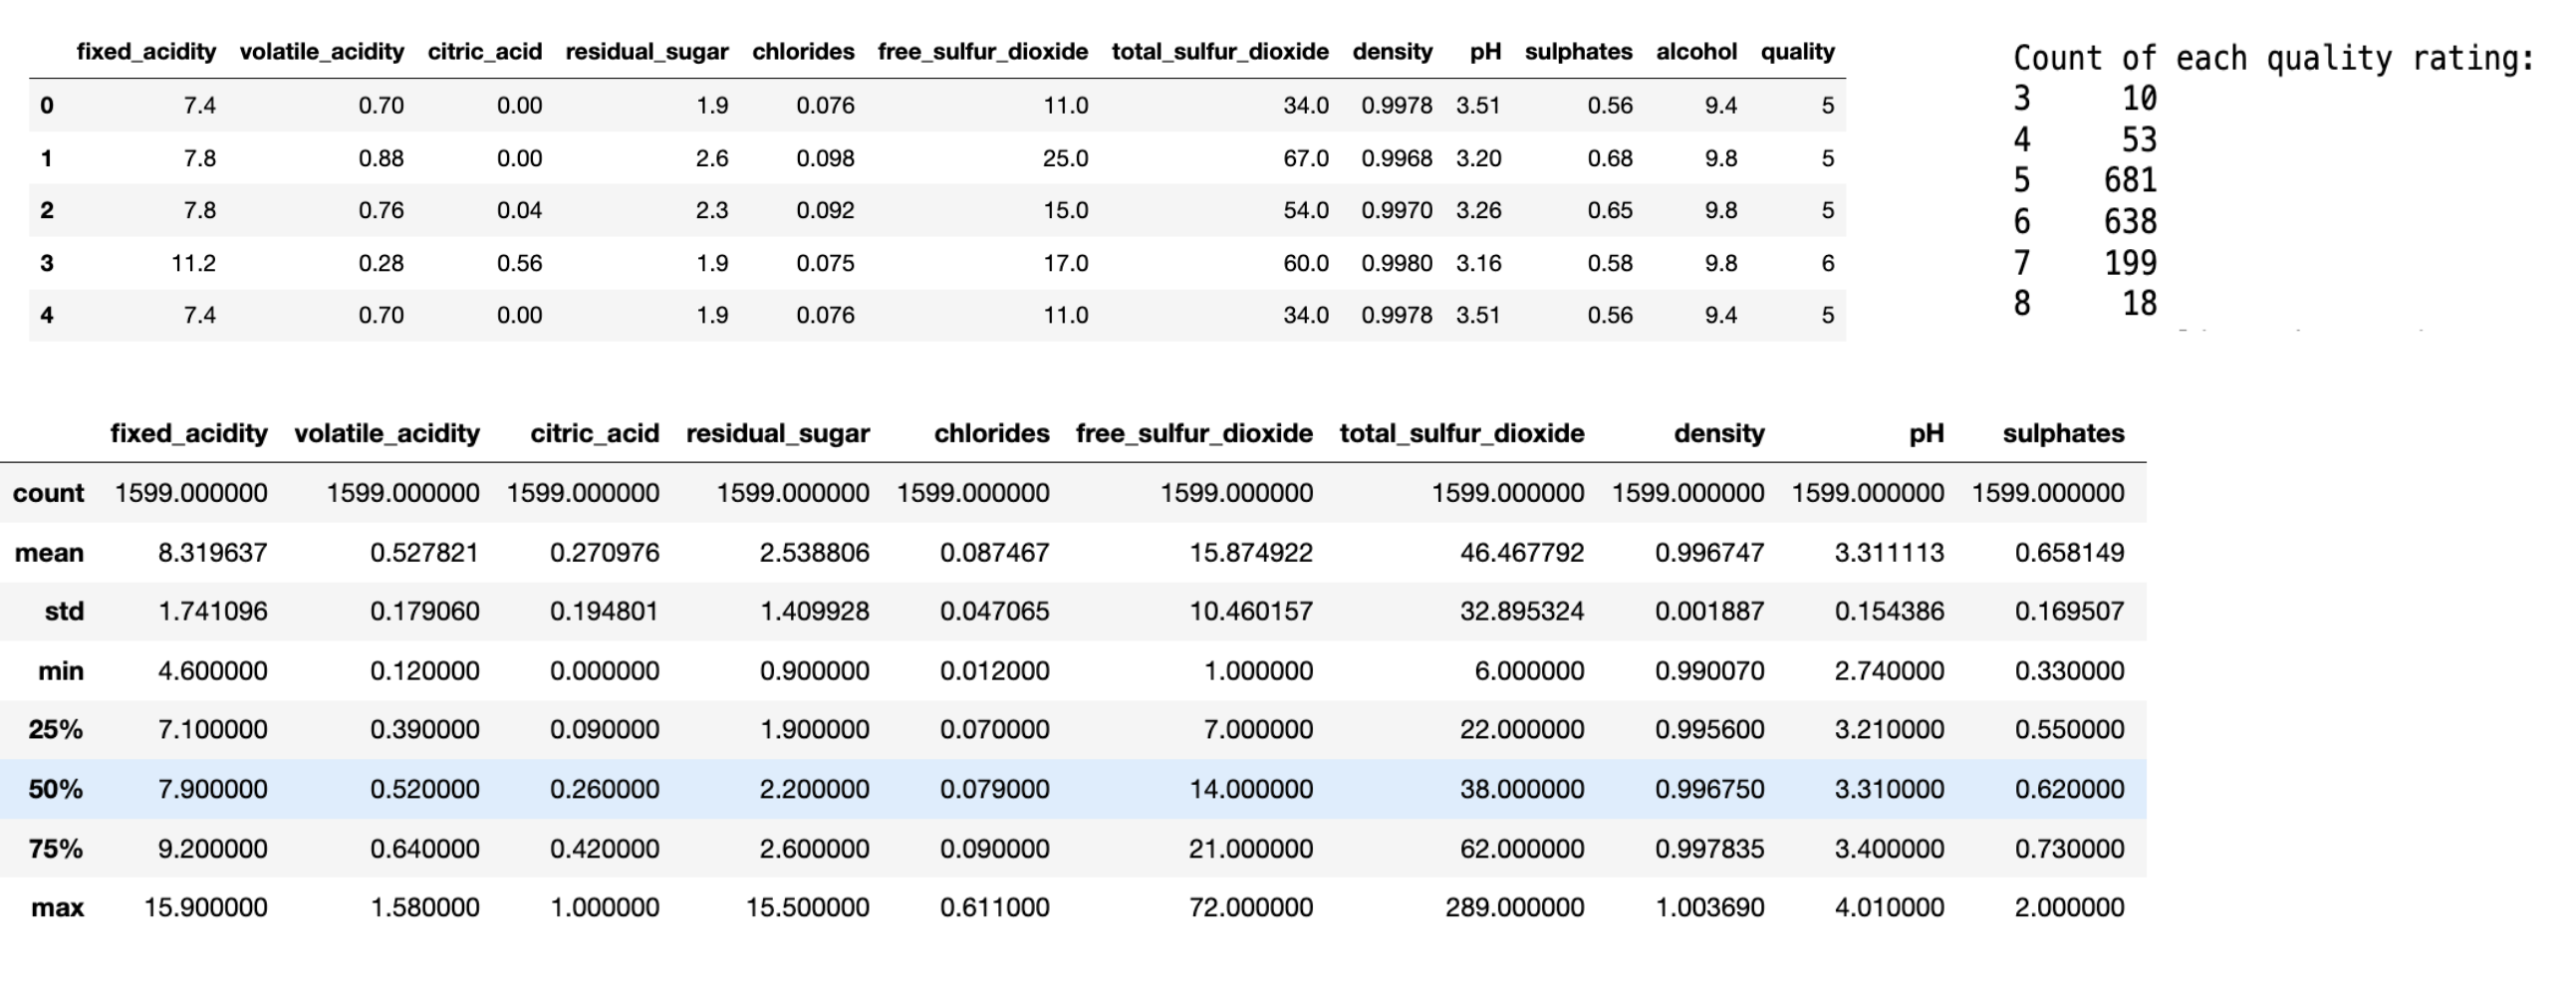 fixed_acidity volatile_acidity citric_acid residual_sugar chlorides free_sulfur_dioxide total_sulfur_dioxide density pH sulphates alcohol quality
0 7.4 0.70 0.00 1.9 0.076 11.0 34.0 0.9978 3.51 0.56 9.4 5
1 7.8 0.88 0.00 2.6 0.098 25.0 67.0 0.9968 3.20 0.68 9.8 5
2 7.8 0.76 0.04 2.3 0.092 15.0 54.0 0.9970 3.26 0.65 9.8 5
3 11.2 0.28 0.56 1.9 0.075 17.0 60.0 0.9980 3.16 0.58 9.8 6
4 7.4 0.70 0.00 1.9 0.076 11.0 34.0 0.9978 3.51 0.56 9.4 5
Count of each quality rating:
3 10
4 53
5 681
6 638
7 199
8 18
fixed_acidity volatile_acidity citric_acid residual_sugar chlorides free_sulfur_dioxide total_sulfur_dioxide density pH sulphates
count 1599.000000 1599.000000 1599.000000 1599.000000 1599.000000 1599.000000 1599.000000 1599.000000 1599.000000 1599.000000
mean 8.319637 0.527821 0.270976 2.538806 0.087467 15.874922 46.467792 0.996747 3.311113 0.658149
std 1.741096 0.179060 0.194801 1.409928 0.047065 10.460157 32.895324 0.001887 0.154386 0.169507
min 4.600000 0.120000 0.000000 0.900000 0.012000 1.000000 6.000000 0.990070 2.740000 0.330000
25% 7.100000 0.390000 0.090000 1.900000 0.070000 7.000000 22.000000 0.995600 3.210000 0.550000
50% 7.900000 0.520000 0.260000 2.200000 0.079000 14.000000 38.000000 0.996750 3.310000 0.620000
75% 9.200000 0.640000 0.420000 2.600000 0.090000 21.000000 62.000000 0.997835 3.400000 0.730000
max 15.900000 1.580000 1.000000 15.500000 0.611000 72.000000 289.000000 1.003690 4.010000 2.000000